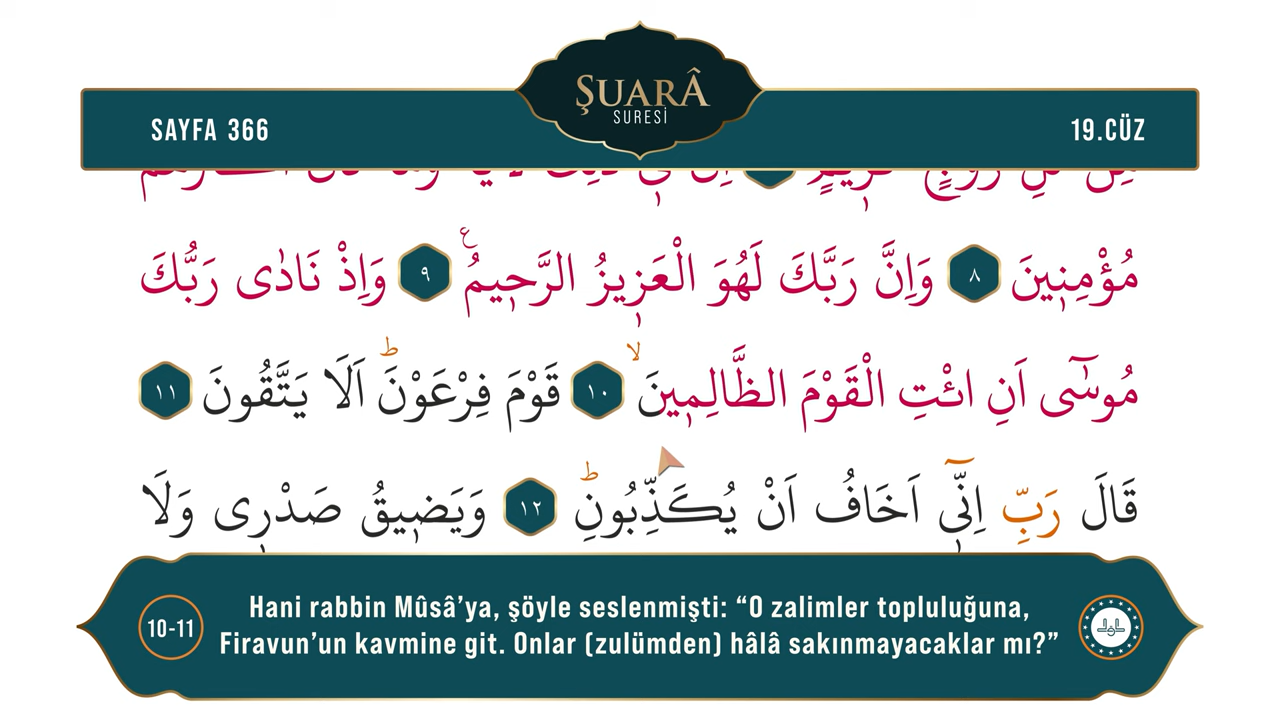 ŞUARÂ
SURESİ
SAYFA 366
19.CÜZ
مُؤْمِنِينَ ٨ وَاِنَّ رَبَّكَ لَهُوَ الْعَزِيزُ الرَّحِيمُ ۟ ٩ وَاِذْ نَادٰى رَبُّكَ
مُوسٰٓى اَنِ ائْتِ الْقَوْمَ الظَّالِمِينَۙ ١٠ قَوْمَ فِرْعَوْنَۜ اَلَا يَتَّقُونَ ١١
قَالَ رَبِّ اِنّ۪ٓي اَخَافُ اَنْ يُكَذِّبُونِۜ ١٢ وَيَض۪يقُ صَدْر۪ي وَلَا
10-11
Hani rabbin Mûsâ’ya, şöyle seslenmişti: “O zalimler topluluğuna,
Firavun’un kavmine git. Onlar (zulümden) hâlâ sakınmayacaklar mı?”